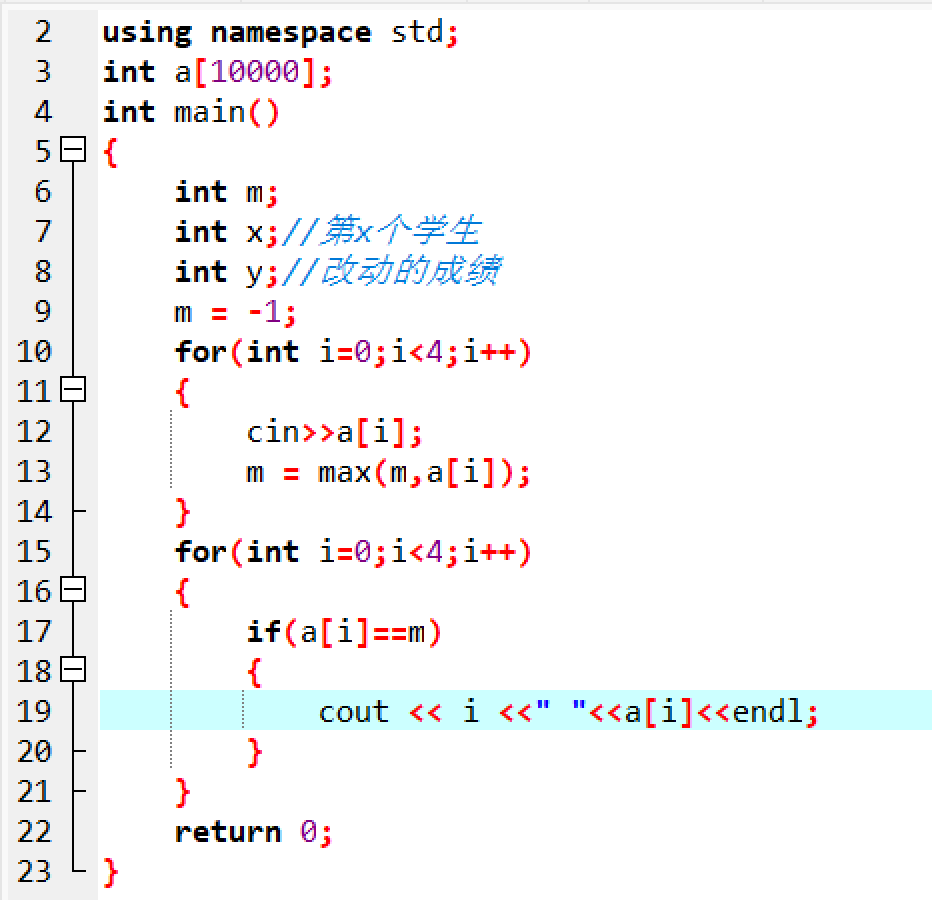 2 using namespace std;
3 int a[10000];
4 int main()
5 {
6 int m;
7 int x;//第x个学生
8 int y;//改动的成绩
9 m = -1;
10 for(int i=0;i<4;i++)
11 {
12 cin>>a[i];
13 m = max(m,a[i]);
14 }
15 for(int i=0;i<4;i++)
16 {
17 if(a[i]==m)
18 {
19 cout << i <<" "<<a[i]<<endl;
20 }
21 }
22 return 0;
23 }